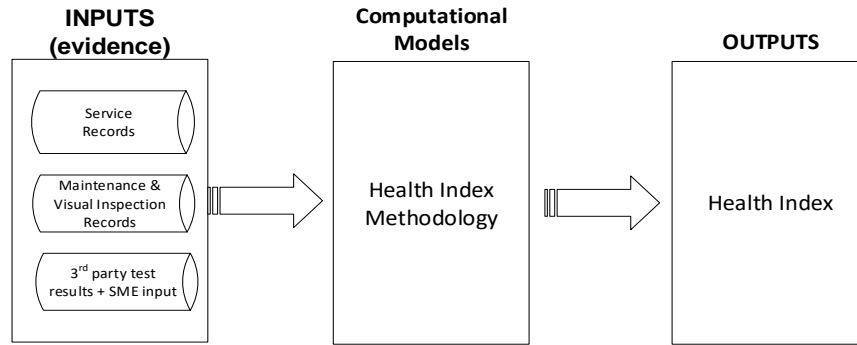 INPUTS
(evidence)
Service
Records
Maintenance &
Visual Inspection
Records
3rd party test
results + SME input
Computational
Models
Health Index
Methodology
OUTPUTS
Health Index